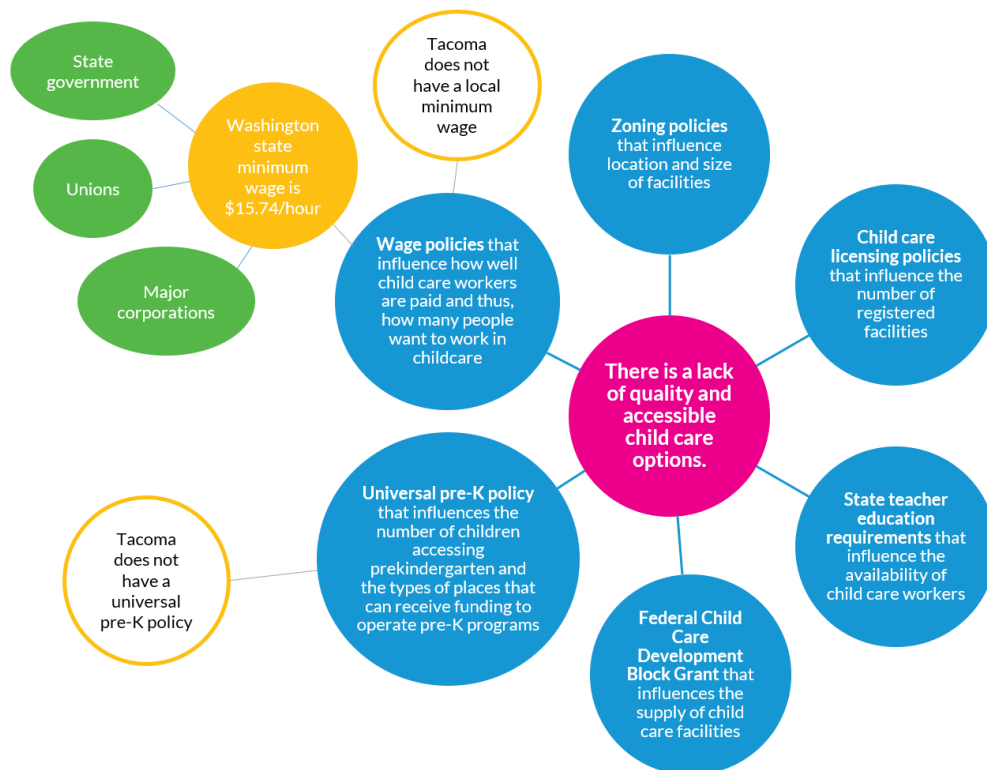 State
government
Unions
Major
corporations
Washington
state
minimum
wage is
$15.74/hour
Tacoma
does not
have a local
minimum
wage
Wage policies that
influence how well
child care workers
are paid and thus,
how many people
want to work in
childcare
Zoning policies
that influence
location and size
of facilities
Child care
licensing policies
that influence the
number of
registered
facilities
There is a lack
of quality and
accessible
child care
options.
Universal pre-K policy
that influences the
number of children
accessing
prekindergarten and
the types of places that
can receive funding to
operate pre-K programs
Tacoma
does not
have a
universal
pre-K policy
State teacher
education
requirements that
influence the
availability of
child care workers
Federal Child
Care
Development
Block Grant that
influences the
supply of child
care facilities